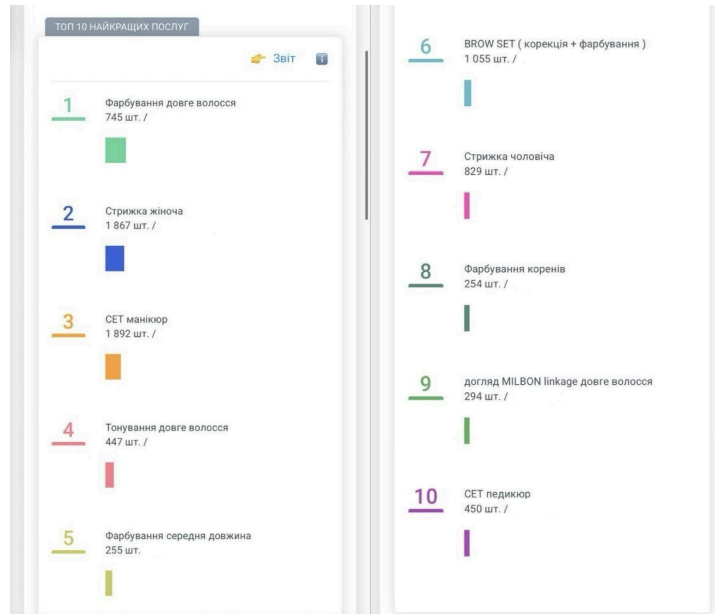 ТОП 10 НАЙКРАЩИХ ПОСЛУГ
👉 Звіт ℹ️
1
Фарбування довге волосся
745 шт. /
2
Стрижка жіноча
1 867 шт. /
3
СЕТ манікюр
1 892 шт. /
4
Тонування довге волосся
447 шт. /
5
Фарбування середня довжина
255 шт.
6
BROW SET ( корекція + фарбування )
1 055 шт. /
7
Стрижка чоловіча
829 шт. /
8
Фарбування коренів
254 шт. /
9
догляд MILBON linkage довге волосся
294 шт. /
10
СЕТ педикюр
450 шт. /